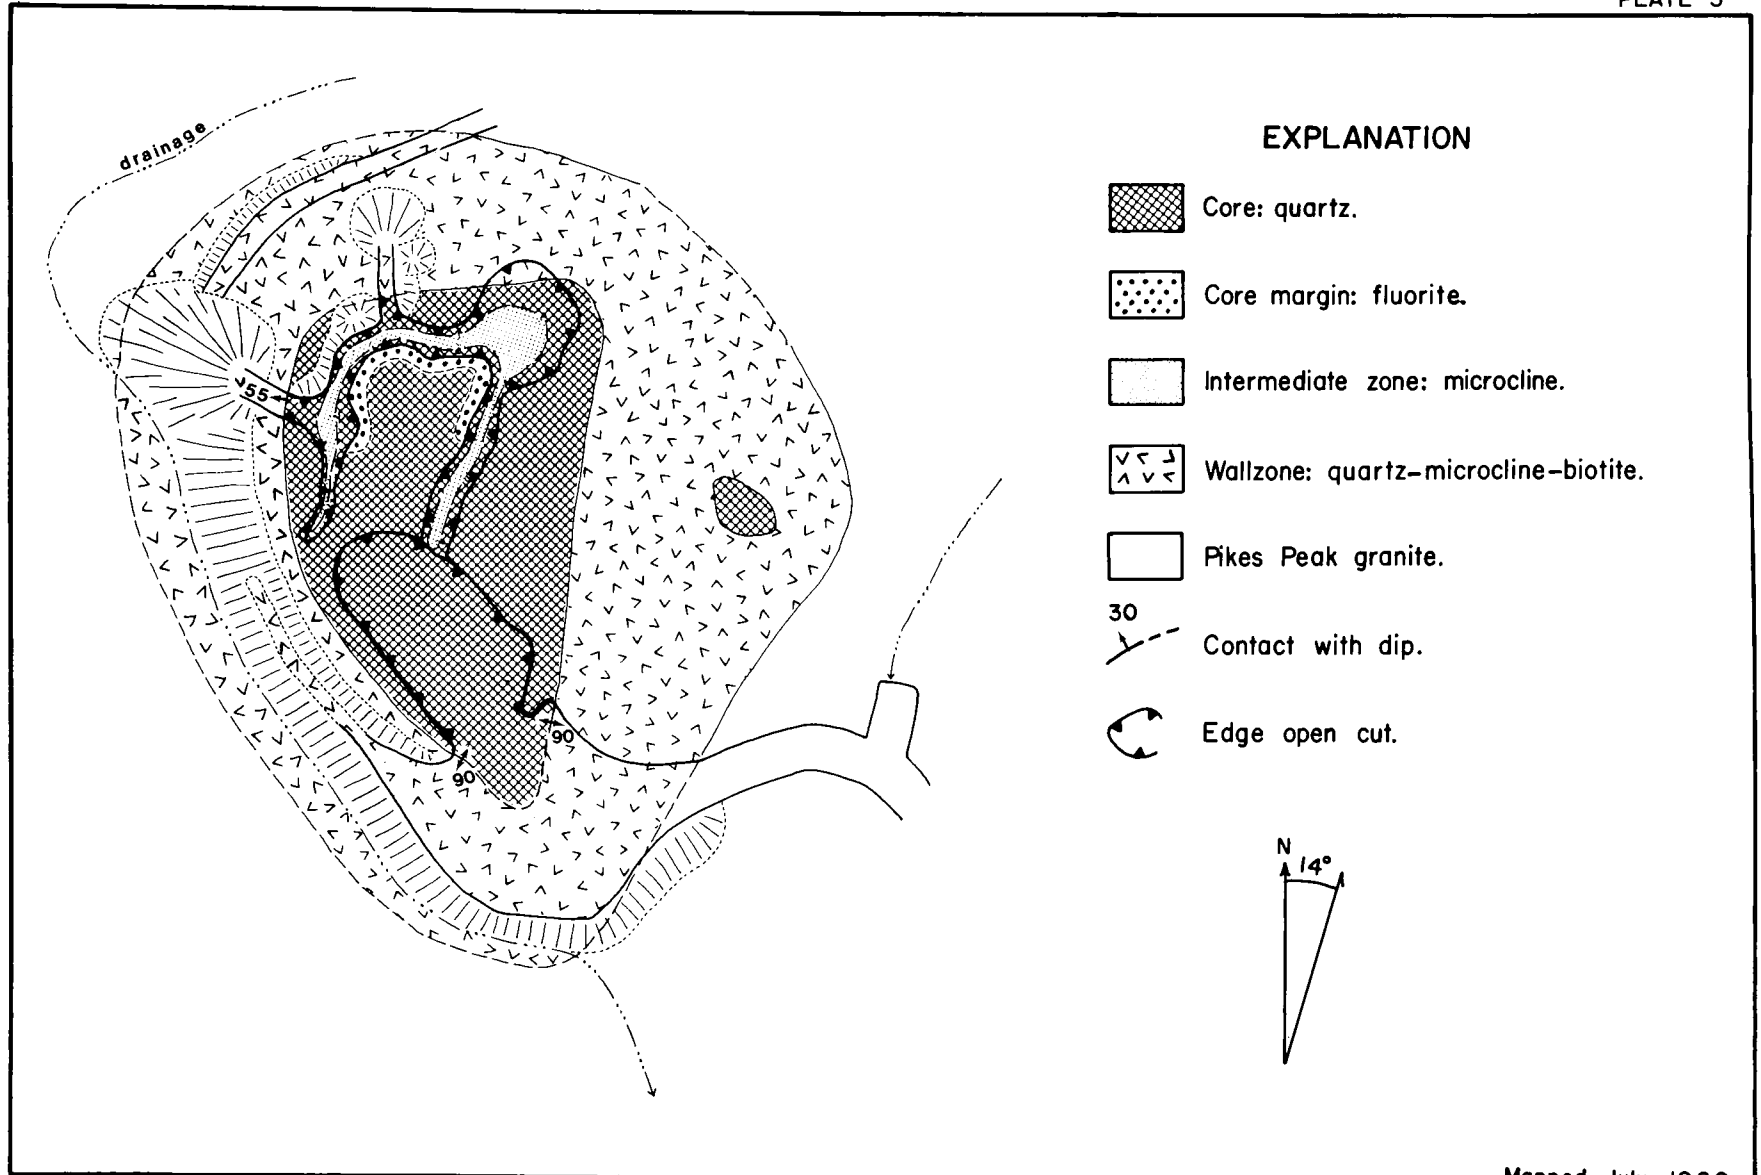 drainage
55
90
90
EXPLANATION
Core: quartz.
Core margin: fluorite.
Intermediate zone: microcline.
Wallzone: quartz-microcline-biotite.
Pikes Peak granite.
30
Contact with dip.
Edge open cut.
N
14°